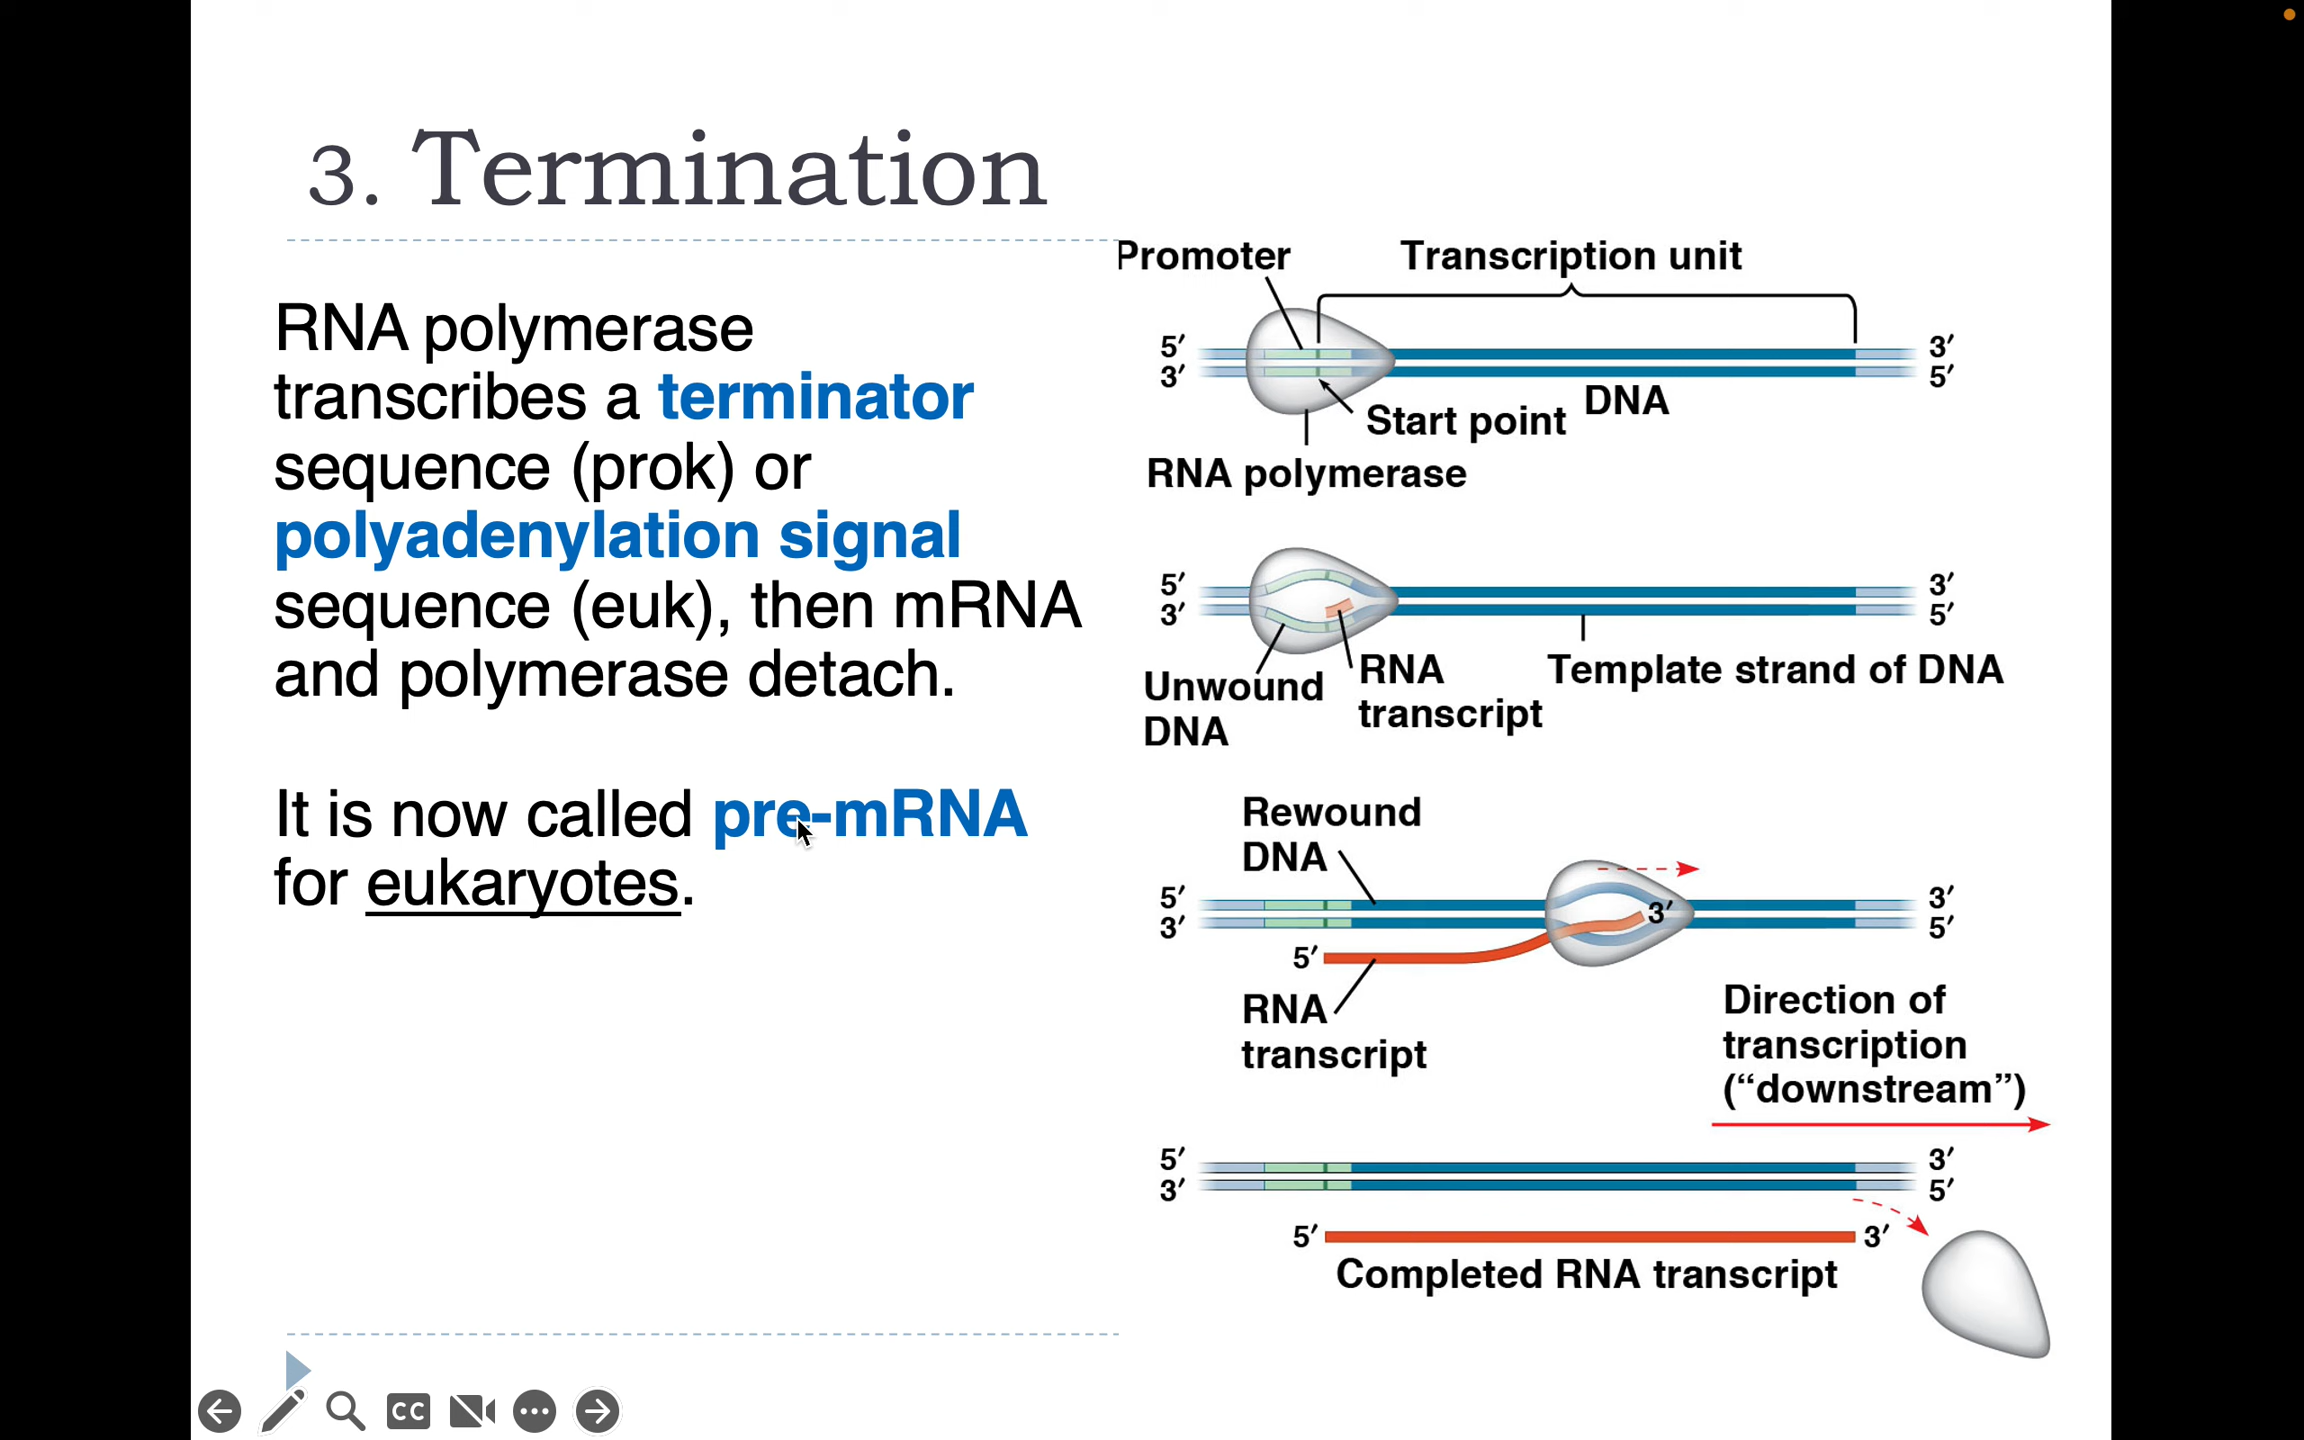 3. Termination
RNA polymerase
transcribes a terminator
sequence (prok) or
polyadenylation signal
sequence (euk), then mRNA
and polymerase detach.
It is now called pre-mRNA
for eukaryotes.
Promoter
Transcription unit
5′
3′
3′
5′
DNA
Start point
RNA polymerase
5′
3′
3′
5′
Unwound
DNA
RNA
transcript
Template strand of DNA
Rewound
DNA
5′
3′
3′
3′
5′
5′
RNA
transcript
Direction of
transcription
(“downstream”)
5′
3′
3′
5′
5′
3′
Completed RNA transcript
CC